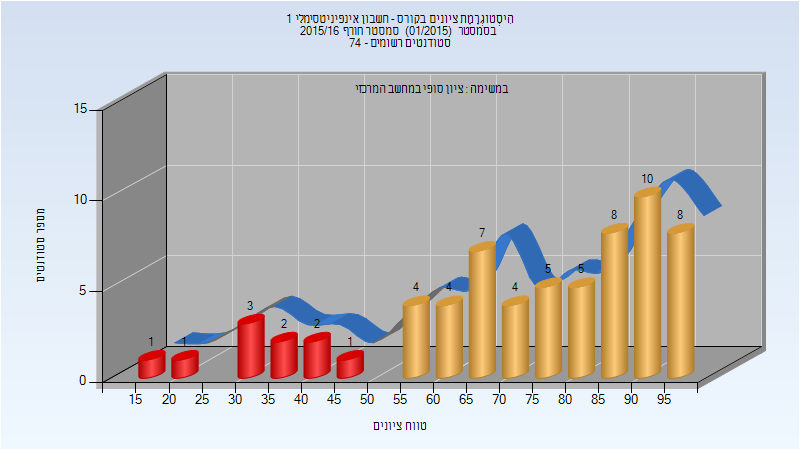 היסטוגרמת ציונים בקורס - חשבון אינפיניטסימלי 1
בסמסטר (01/2015) סמסטר חורף 2015/16
סטודנטים רשומים - 74
במשימה : ציון סופי במחשב המרכזי
מספר סטודנטים
15
10
5
0
1 1 3 2 2 1 4 4 7 4 5 5 8 10 8
15 20 25 30 35 40 45 50 55 60 65 70 75 80 85 90 95
טווח ציונים